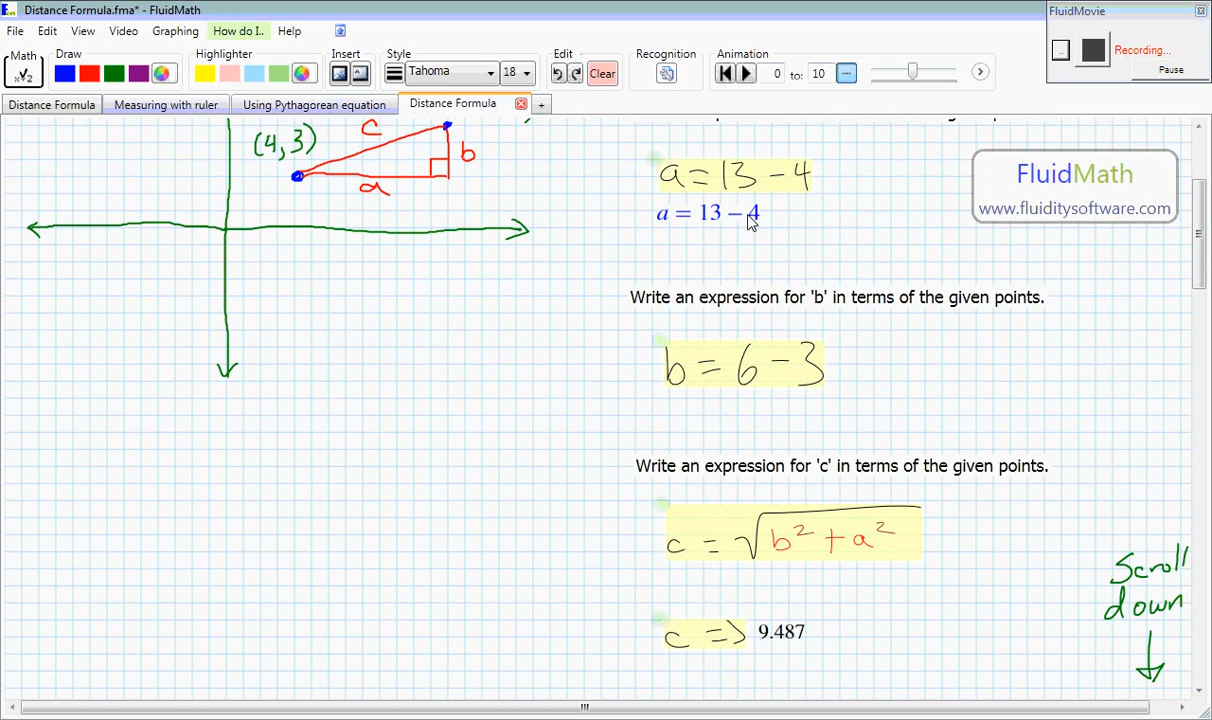 Distance Formula.fma* - FluidMath
FluidMovie
File Edit View Video Graphing How do I.. Help
Recording...
Pause
Math Draw Highlighter Insert Style Edit Recognition Animation
Tahoma 18 Clear 0 to: 10
Distance Formula Measuring with ruler Using Pythagorean equation Distance Formula +
(4,3)
c
b
a
a = 13 - 4
a = 13 − 4
FluidMath
www.fluiditysoftware.com
Write an expression for 'b' in terms of the given points.
b = 6 - 3
Write an expression for 'c' in terms of the given points.
c = √b² + a²
c => 9.487
Scroll
down